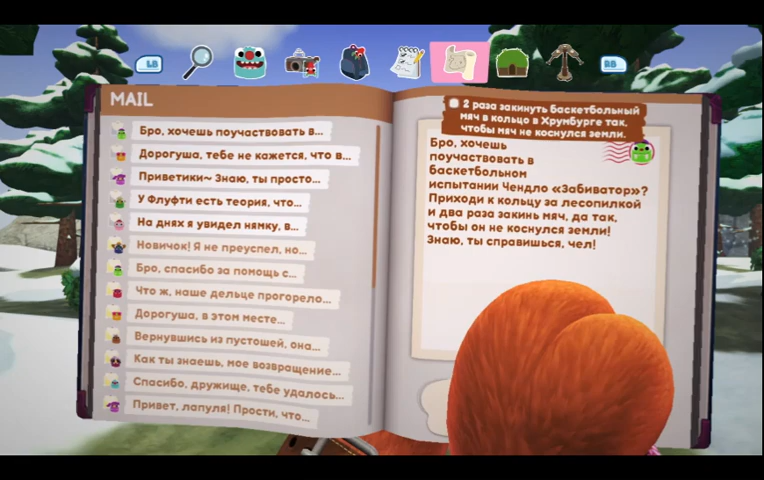 LB
RB
MAIL
Бро, хочешь поучаствовать в...
Дорогуша, тебе не кажется, что в...
Приветики~ Знаю, ты просто...
У Флуфти есть теория, что...
На днях я увидел нямку, в...
Новичок! Я не преуспел, но...
Бро, спасибо за помощь с...
Что ж, наше дельце прогорело...
Дорогуша, в этом месте...
Вернувшись из пустошей, она...
Как ты знаешь, мое возвращение...
Спасибо, дружище, тебе удалось...
Привет, лапуля! Прости, что...
2 раза закинуть баскетбольный
мяч в кольцо в Хрумбурге так,
чтобы мяч не коснулся земли.
Бро, хочешь
поучаствовать в
баскетбольном
испытании Чендло «Забиватор»?
Приходи к кольцу за лесопилкой
и два раза закинь мяч, да так,
чтобы он не коснулся земли!
Знаю, ты справишься, чел!